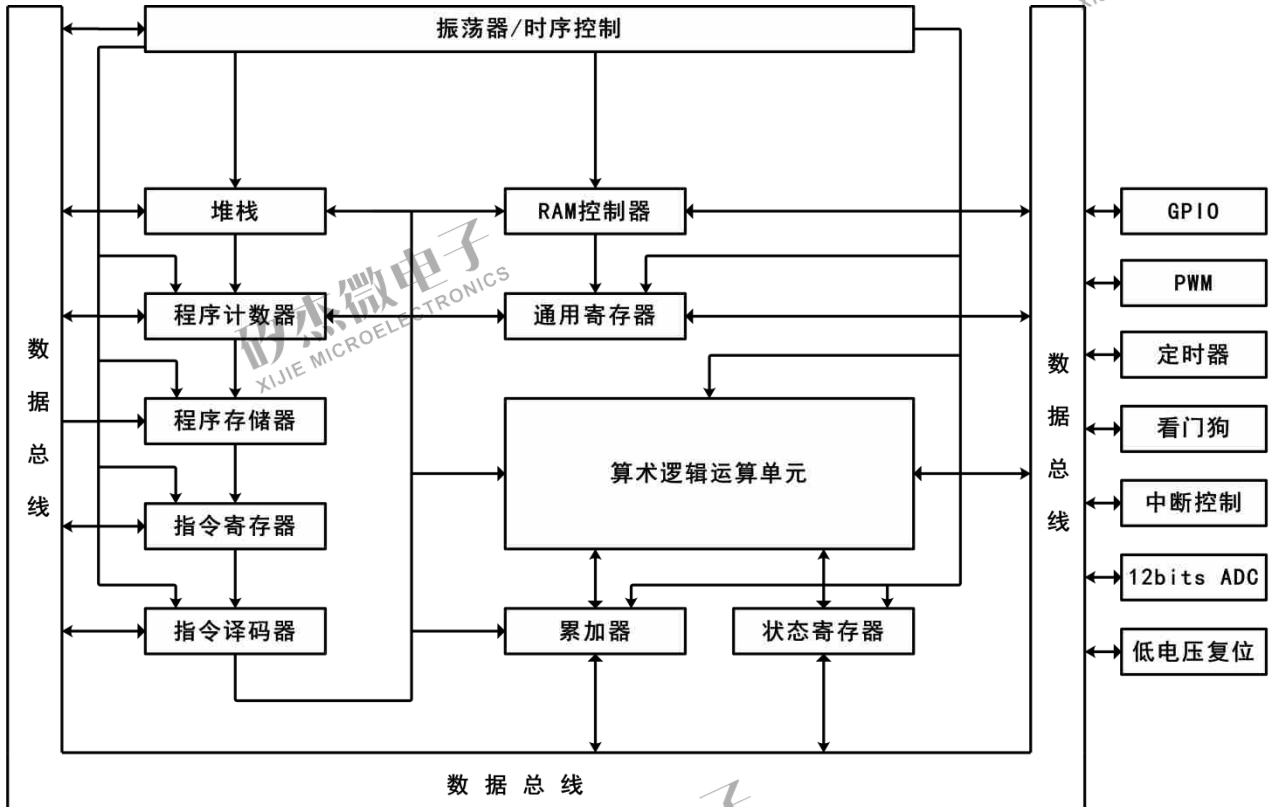 振荡器/时序控制
堆栈
RAM控制器
GPIO
PWM
程序计数器
通用寄存器
定时器
数据总线
程序存储器
算术逻辑运算单元
数据总线
看门狗
中断控制
指令寄存器
12bits ADC
指令译码器
累加器
状态寄存器
低电压复位
数据总线
矽杰微电子
XIJIE MICROELECTRONICS